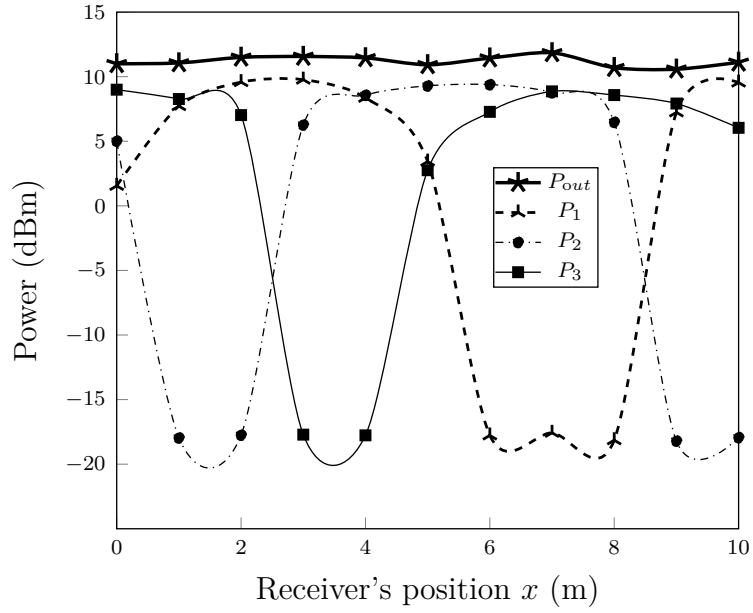 15
10
5
0
−5
−10
−15
−20
0
2
4
6
8
10
Power (dBm)
Receiver's position x (m)
P_out
P_1
P_2
P_3